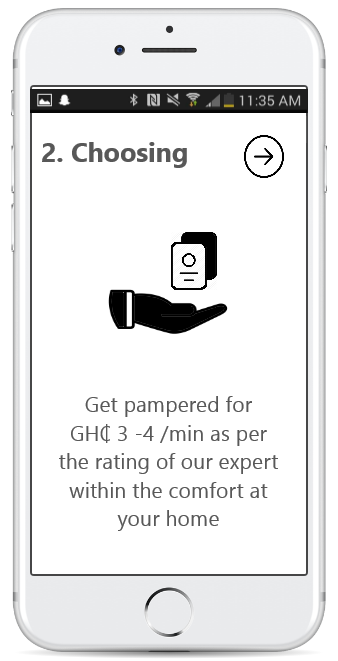 11:35 AM
2. Choosing
Get pampered for
GH₵ 3 -4 /min as per
the rating of our expert
within the comfort at
your home